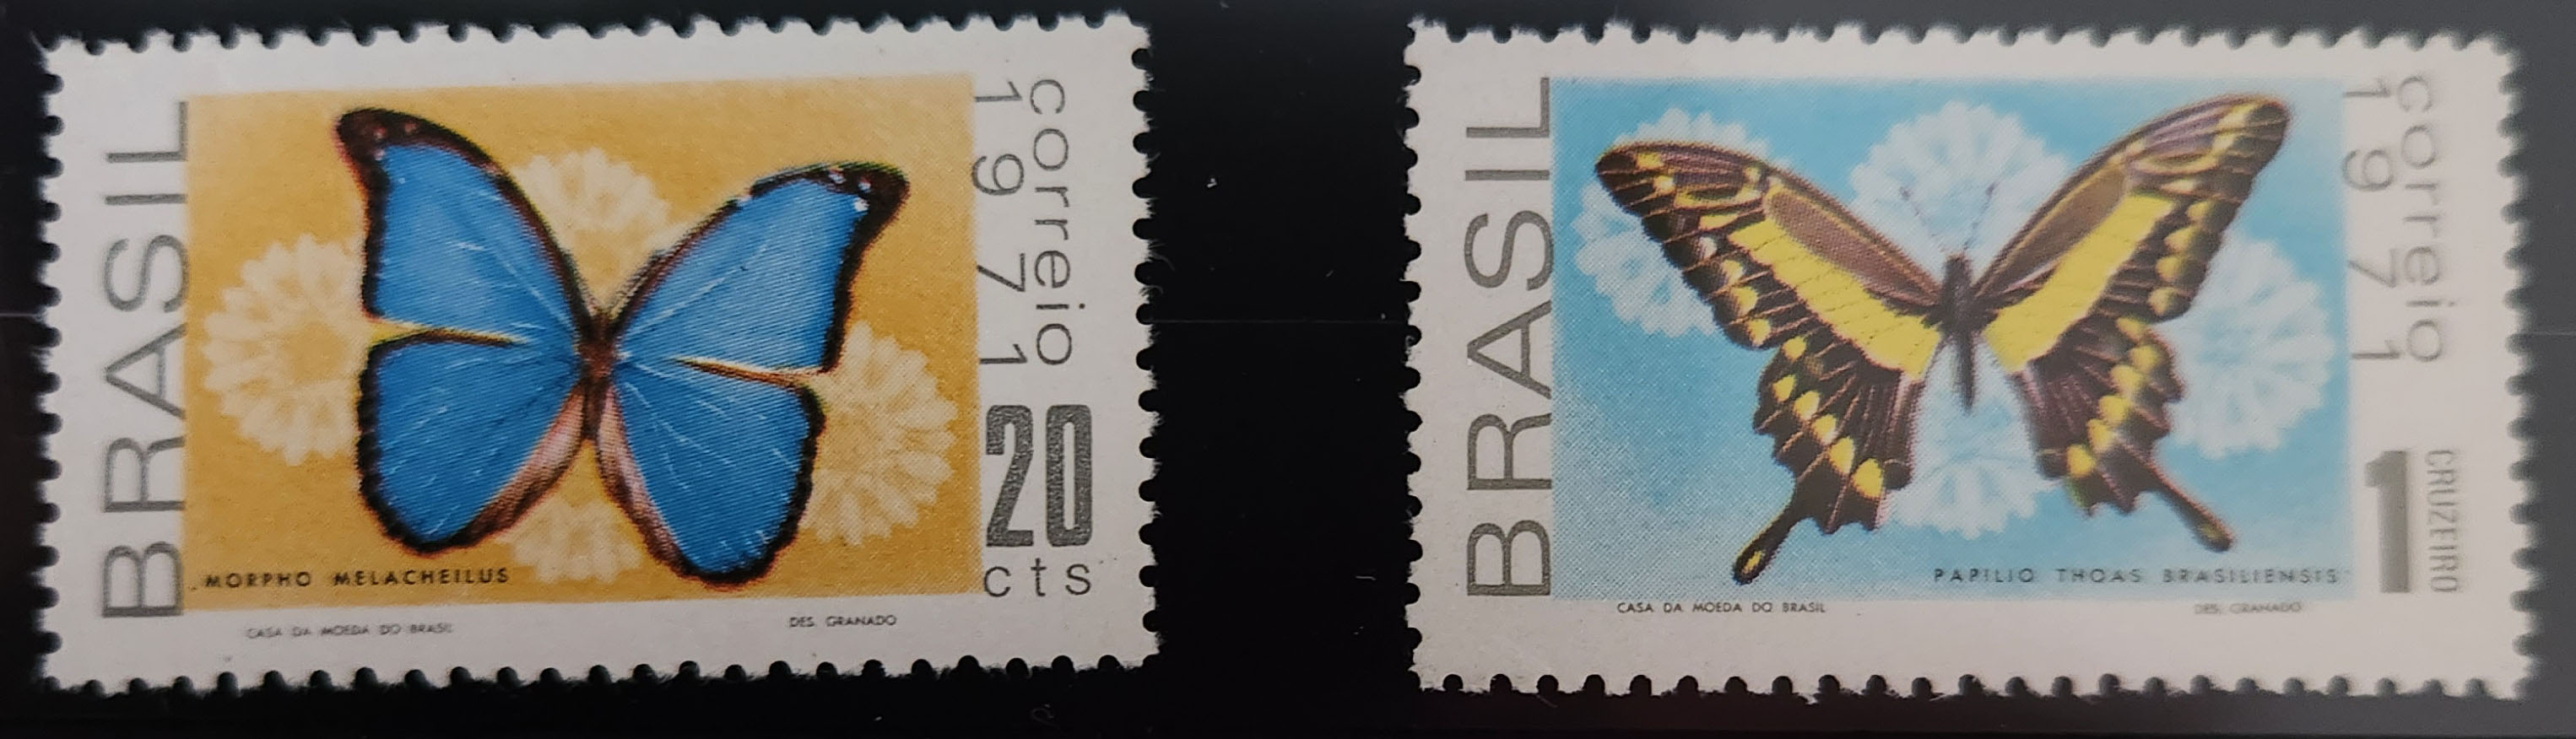 BRASIL
correio
1971
20
cts
MORPHO MELACHEILUS
CASA DA MOEDA DO BRASIL
DES. GRANADO
BRASIL
correio
1971
1
CRUZEIRO
PAPILIO THOAS BRASILIENSIS
CASA DA MOEDA DO BRASIL
DES. GRANADO